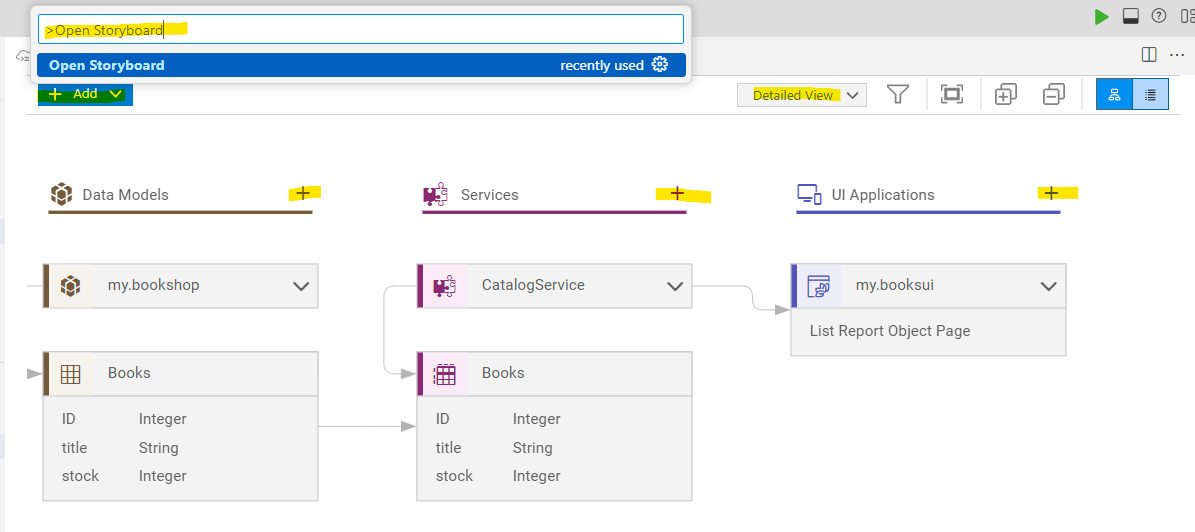 >Open Storyboard
Open Storyboard recently used
+ Add
Detailed View
Data Models +
Services +
UI Applications +
my.bookshop
CatalogService
my.booksui
List Report Object Page
Books
ID Integer
title String
stock Integer
Books
ID Integer
title String
stock Integer